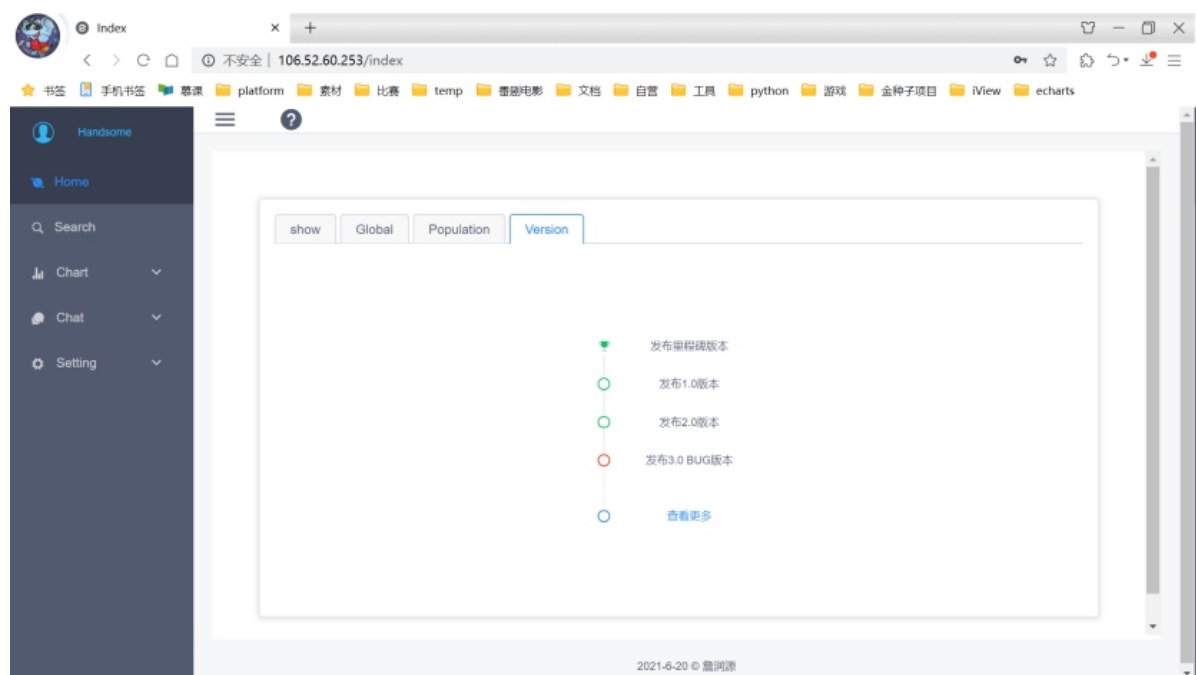 Index
不安全 106.52.60.253/index
书签 手机书签 慕课 platform 素材 比赛 temp 番剧电影 文档 自营 工具 python 游戏 金种子项目 iView echarts
Handsome
Home
Search
Chart
Chat
Setting
show Global Population Version
发布里程碑版本
发布1.0版本
发布2.0版本
发布3.0 BUG版本
查看更多
2021-6-20 © 詹润源